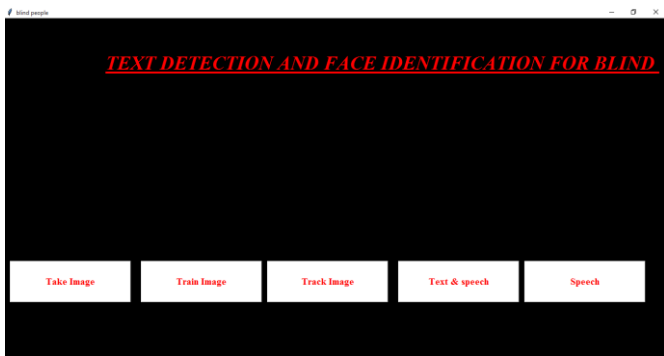 blind people
TEXT DETECTION AND FACE IDENTIFICATION FOR BLIND
Take Image Train Image Track Image Text & speech Speech